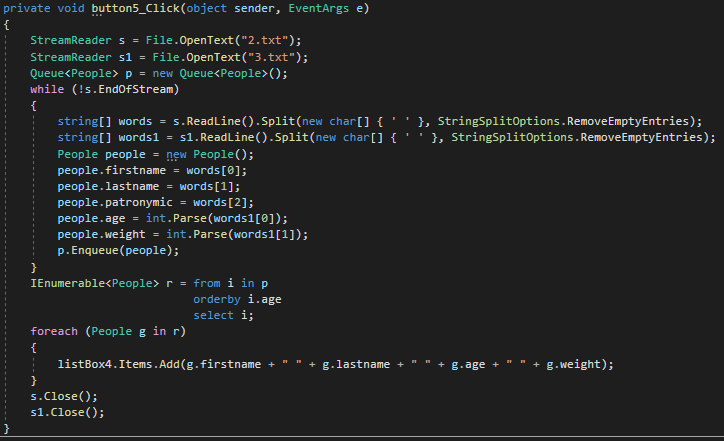 private void button5_Click(object sender, EventArgs e)
{
StreamReader s = File.OpenText("2.txt");
StreamReader s1 = File.OpenText("3.txt");
Queue<People> p = new Queue<People>();
while (!s.EndOfStream)
{
string[] words = s.ReadLine().Split(new char[] { ' ' }, StringSplitOptions.RemoveEmptyEntries);
string[] words1 = s1.ReadLine().Split(new char[] { ' ' }, StringSplitOptions.RemoveEmptyEntries);
People people = new People();
people.firstname = words[0];
people.lastname = words[1];
people.patronymic = words[2];
people.age = int.Parse(words1[0]);
people.weight = int.Parse(words1[1]);
p.Enqueue(people);
}
IEnumerable<People> r = from i in p
orderby i.age
select i;
foreach (People g in r)
{
listBox4.Items.Add(g.firstname + " " + g.lastname + " " + g.age + " " + g.weight);
}
s.Close();
s1.Close();
}